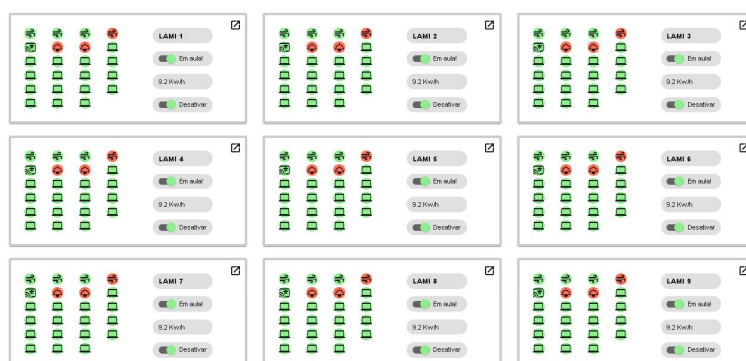 LAMI 1
Em aula!
9.2 Kw/h
Desativar
LAMI 2
Em aula!
9.2 Kw/h
Desativar
LAMI 3
Em aula!
9.2 Kw/h
Desativar
LAMI 4
Em aula!
9.2 Kw/h
Desativar
LAMI 5
Em aula!
9.2 Kw/h
Desativar
LAMI 6
Em aula!
9.2 Kw/h
Desativar
LAMI 7
Em aula!
9.2 Kw/h
Desativar
LAMI 8
Em aula!
9.2 Kw/h
Desativar
LAMI 9
Em aula!
9.2 Kw/h
Desativar